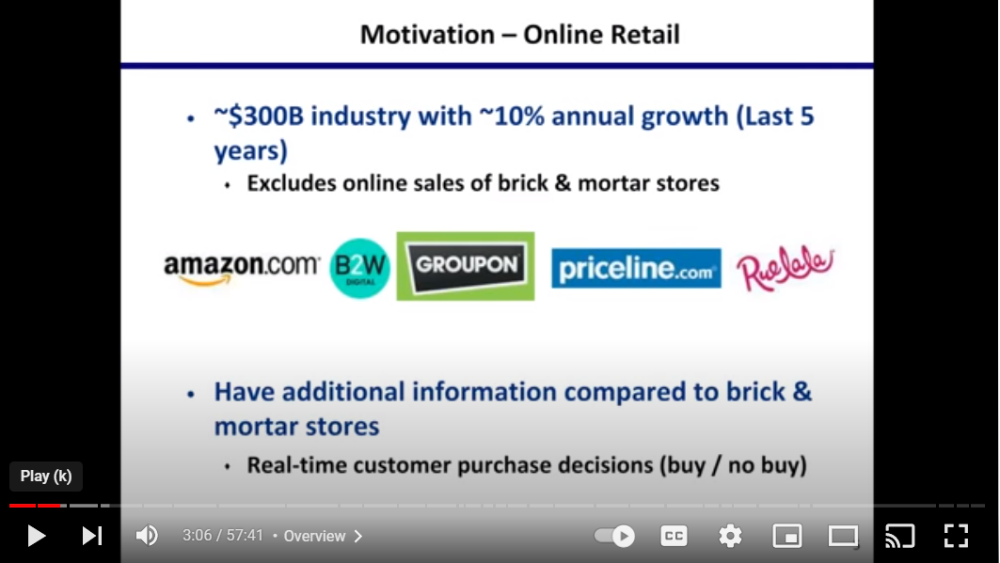 Motivation – Online Retail
• ~$300B industry with ~10% annual growth (Last 5
years)
• Excludes online sales of brick & mortar stores
amazon.com B2W DIGITAL GROUPON priceline.com Ruelala
• Have additional information compared to brick &
mortar stores
• Real-time customer purchase decisions (buy / no buy)
Play (k)
3:06 / 57:41 • Overview
CC